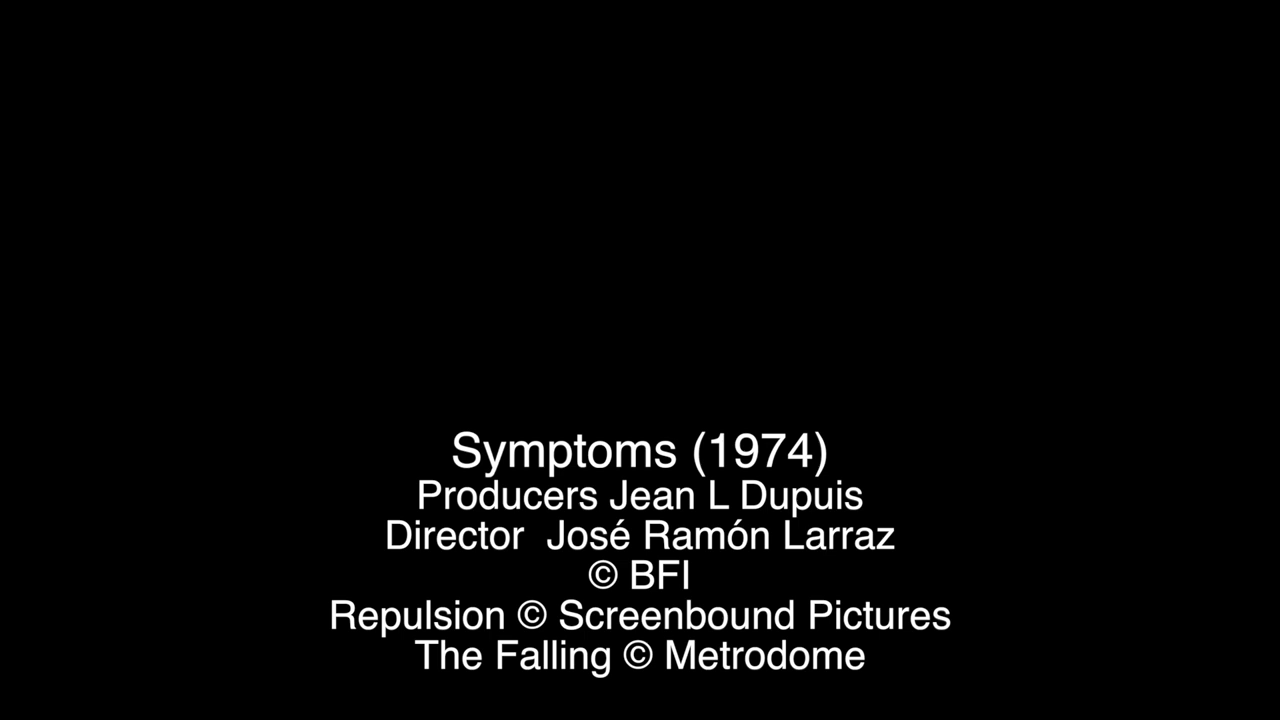 Symptoms (1974)
Producers Jean L Dupuis
Director  José Ramón Larraz
© BFI
Repulsion © Screenbound Pictures
The Falling © Metrodome